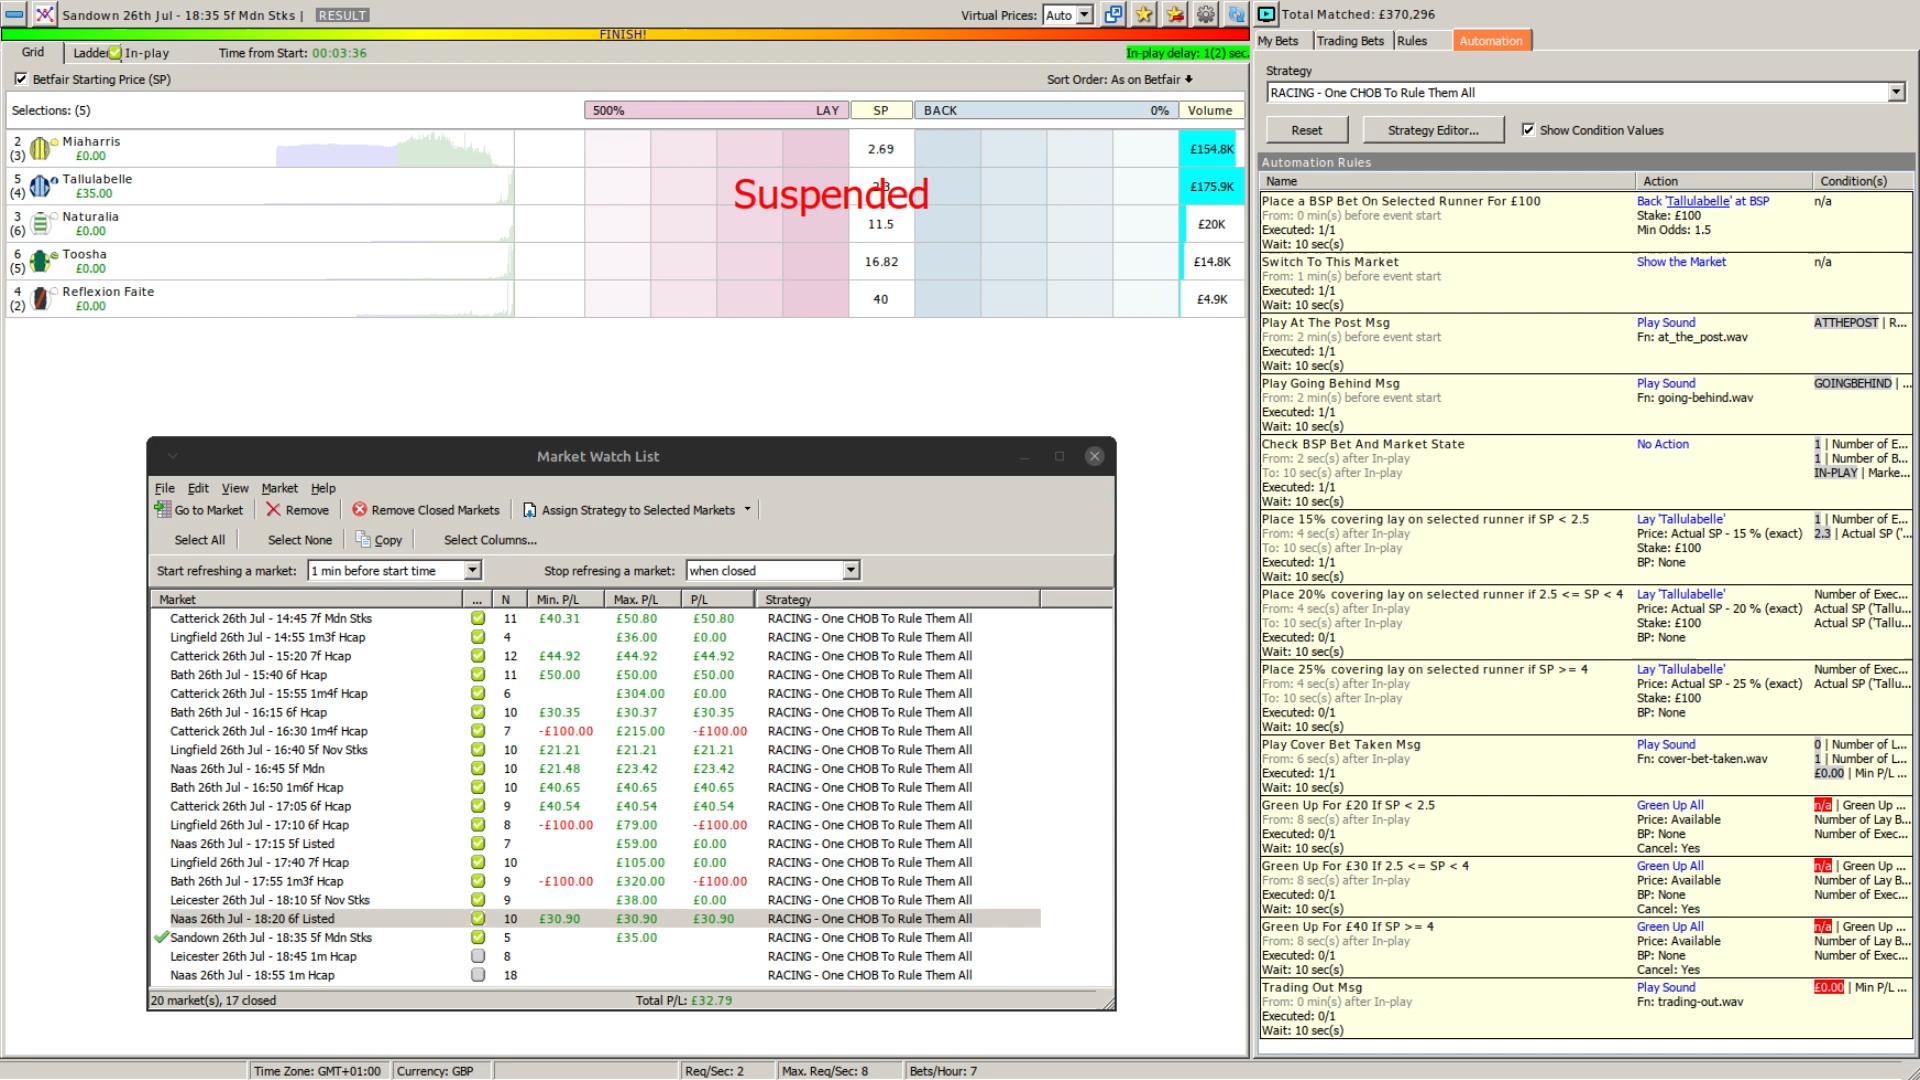 Sandown 26th Jul - 18:35 5f Mdn Stks | RESULT
Virtual Prices: Auto
Total Matched: £370,296
FINISH!
Grid Ladder In-play Time from Start: 00:03:36 In-play delay: 1(2) sec.
My Bets Trading Bets Rules Automation
Betfair Starting Price (SP) Sort Order: As on Betfair
Selections: (5) 500% LAY SP BACK 0% Volume
2 Miaharris
(3) £0.00 2.69 £154.8K
5 Tallulabelle
(4) £35.00 2.3 £175.9K
Suspended
3 Naturalia
(6) £0.00 11.5 £20K
6 Toosha
(5) £0.00 16.82 £14.8K
4 Reflexion Faite
(2) £0.00 40 £4.9K
Market Watch List
File Edit View Market Help
Go to Market Remove Remove Closed Markets Assign Strategy to Selected Markets
Select All Select None Copy Select Columns...
Start refreshing a market: 1 min before start time Stop refresing a market: when closed
Market ... N Min. P/L Max. P/L P/L Strategy
Catterick 26th Jul - 14:45 7f Mdn Stks 11 £40.31 £50.80 £50.80 RACING - One CHOB To Rule Them All
Lingfield 26th Jul - 14:55 1m3f Hcap 4 £36.00 £0.00 RACING - One CHOB To Rule Them All
Catterick 26th Jul - 15:20 7f Hcap 12 £44.92 £44.92 £44.92 RACING - One CHOB To Rule Them All
Bath 26th Jul - 15:40 6f Hcap 11 £50.00 £50.00 £50.00 RACING - One CHOB To Rule Them All
Catterick 26th Jul - 15:55 1m4f Hcap 6 £304.00 £0.00 RACING - One CHOB To Rule Them All
Bath 26th Jul - 16:15 6f Hcap 10 £30.35 £30.37 £30.35 RACING - One CHOB To Rule Them All
Catterick 26th Jul - 16:30 1m4f Hcap 7 -£100.00 £215.00 -£100.00 RACING - One CHOB To Rule Them All
Lingfield 26th Jul - 16:40 5f Nov Stks 10 £21.21 £21.21 £21.21 RACING - One CHOB To Rule Them All
Naas 26th Jul - 16:45 5f Mdn 10 £21.48 £23.42 £23.42 RACING - One CHOB To Rule Them All
Bath 26th Jul - 16:50 1m6f Hcap 10 £40.65 £40.65 £40.65 RACING - One CHOB To Rule Them All
Catterick 26th Jul - 17:05 6f Hcap 9 £40.54 £40.54 £40.54 RACING - One CHOB To Rule Them All
Lingfield 26th Jul - 17:10 6f Hcap 8 -£100.00 £79.00 -£100.00 RACING - One CHOB To Rule Them All
Naas 26th Jul - 17:15 5f Listed 7 £59.00 £0.00 RACING - One CHOB To Rule Them All
Lingfield 26th Jul - 17:40 7f Hcap 10 £105.00 £0.00 RACING - One CHOB To Rule Them All
Bath 26th Jul - 17:55 1m3f Hcap 9 -£100.00 £320.00 -£100.00 RACING - One CHOB To Rule Them All
Leicester 26th Jul - 18:10 5f Nov Stks 9 £38.00 £0.00 RACING - One CHOB To Rule Them All
Naas 26th Jul - 18:20 6f Listed 10 £30.90 £30.90 £30.90 RACING - One CHOB To Rule Them All
Sandown 26th Jul - 18:35 5f Mdn Stks 5 £35.00 RACING - One CHOB To Rule Them All
Leicester 26th Jul - 18:45 1m Hcap 8 RACING - One CHOB To Rule Them All
Naas 26th Jul - 18:55 1m Hcap 18 RACING - One CHOB To Rule Them All
20 market(s), 17 closed Total P/L: £32.79
Strategy
RACING - One CHOB To Rule Them All
Reset Strategy Editor... Show Condition Values
Automation Rules
Name Action Condition(s)
Place a BSP Bet On Selected Runner For £100 Back 'Tallulabelle' at BSP n/a
From: 0 min(s) before event start Stake: £100
Executed: 1/1 Min Odds: 1.5
Wait: 10 sec(s)
Switch To This Market Show the Market n/a
From: 1 min(s) before event start
Executed: 1/1
Wait: 10 sec(s)
Play At The Post Msg Play Sound ATTHEPOST | R...
From: 2 min(s) before event start Fn: at_the_post.wav
Executed: 1/1
Wait: 10 sec(s)
Play Going Behind Msg Play Sound GOINGBEHIND | ...
From: 2 min(s) before event start Fn: going-behind.wav
Executed: 1/1
Wait: 10 sec(s)
Check BSP Bet And Market State No Action 1 | Number of E...
From: 2 sec(s) after In-play 1 | Number of B...
To: 10 sec(s) after In-play IN-PLAY | Marke...
Executed: 1/1
Wait: 10 sec(s)
Place 15% covering lay on selected runner if SP < 2.5 Lay 'Tallulabelle' 1 | Number of E...
From: 4 sec(s) after In-play Price: Actual SP - 15 % (exact) 2.3 | Actual SP ('...
To: 10 sec(s) after In-play Stake: £100
Executed: 1/1 BP: None
Wait: 10 sec(s)
Place 20% covering lay on selected runner if 2.5 <= SP < 4 Lay 'Tallulabelle' Number of Exec...
From: 4 sec(s) after In-play Price: Actual SP - 20 % (exact) Actual SP ('Tallu...
To: 10 sec(s) after In-play Stake: £100 Actual SP ('Tallu...
Executed: 0/1 BP: None
Wait: 10 sec(s)
Place 25% covering lay on selected runner if SP >= 4 Lay 'Tallulabelle' Number of Exec...
From: 4 sec(s) after In-play Price: Actual SP - 25 % (exact) Actual SP ('Tallu...
To: 10 sec(s) after In-play Stake: £100
Executed: 0/1 BP: None
Wait: 10 sec(s)
Play Cover Bet Taken Msg Play Sound 0 | Number of L...
From: 6 sec(s) after In-play Fn: cover-bet-taken.wav 1 | Number of L...
Executed: 1/1 £0.00 | Min P/L ...
Wait: 10 sec(s)
Green Up For £20 If SP < 2.5 Green Up All n/a | Green Up ...
From: 8 sec(s) after In-play Price: Available Number of Lay B...
Executed: 0/1 BP: None Number of Exec...
Wait: 10 sec(s) Cancel: Yes
Green Up For £30 If 2.5 <= SP < 4 Green Up All n/a | Green Up ...
From: 8 sec(s) after In-play Price: Available Number of Lay B...
Executed: 0/1 BP: None Number of Exec...
Wait: 10 sec(s) Cancel: Yes
Green Up For £40 If SP >= 4 Green Up All n/a | Green Up ...
From: 8 sec(s) after In-play Price: Available Number of Lay B...
Executed: 0/1 BP: None Number of Exec...
Wait: 10 sec(s) Cancel: Yes
Trading Out Msg Play Sound £0.00 | Min P/L ...
From: 0 min(s) after In-play Fn: trading-out.wav
Executed: 0/1
Wait: 10 sec(s)
Time Zone: GMT+01:00 Currency: GBP Req/Sec: 2 Max. Req/Sec: 8 Bets/Hour: 7